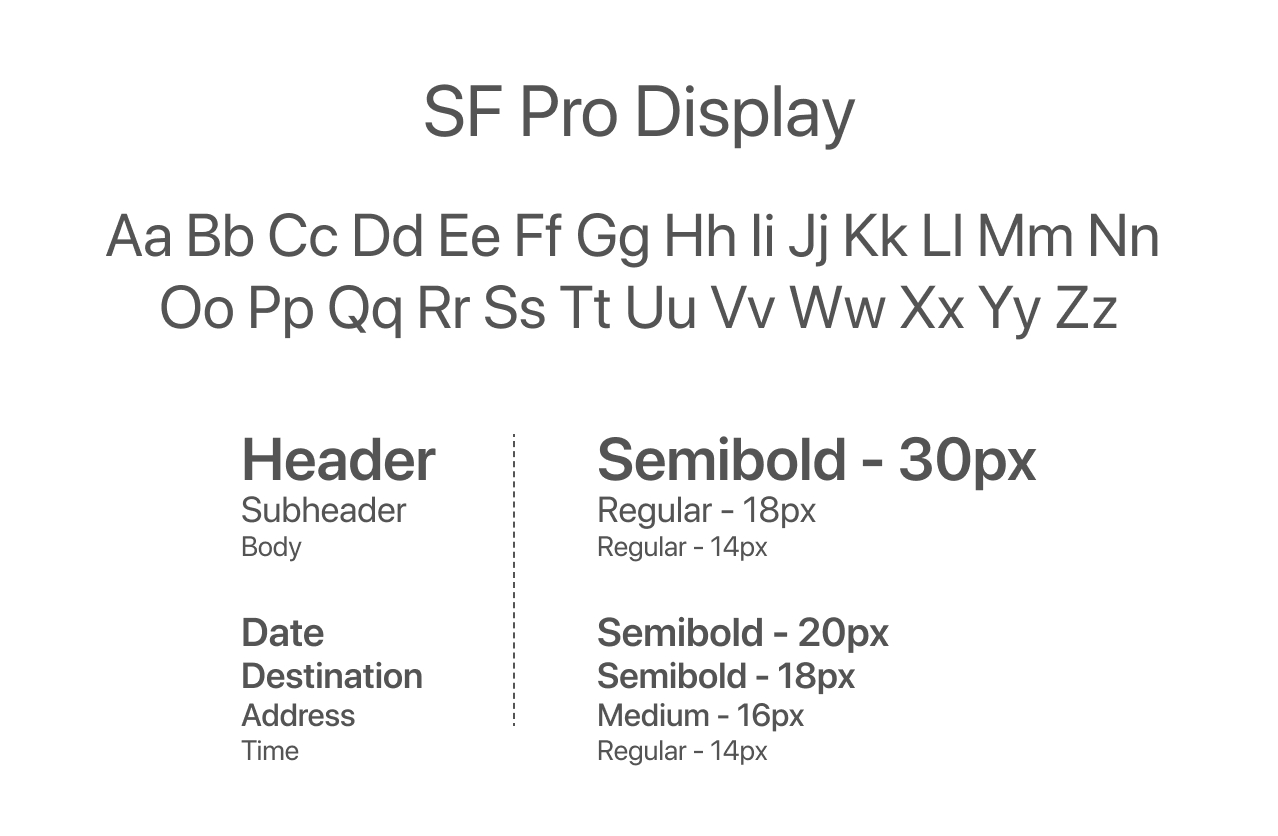 SF Pro Display
Aa Bb Cc Dd Ee Ff Gg Hh Ii Jj Kk Ll Mm Nn
Oo Pp Qq Rr Ss Tt Uu Vv Ww Xx Yy Zz
Header Semibold - 30px
Subheader Regular - 18px
Body Regular - 14px
Date Semibold - 20px
Destination Semibold - 18px
Address Medium - 16px
Time Regular - 14px